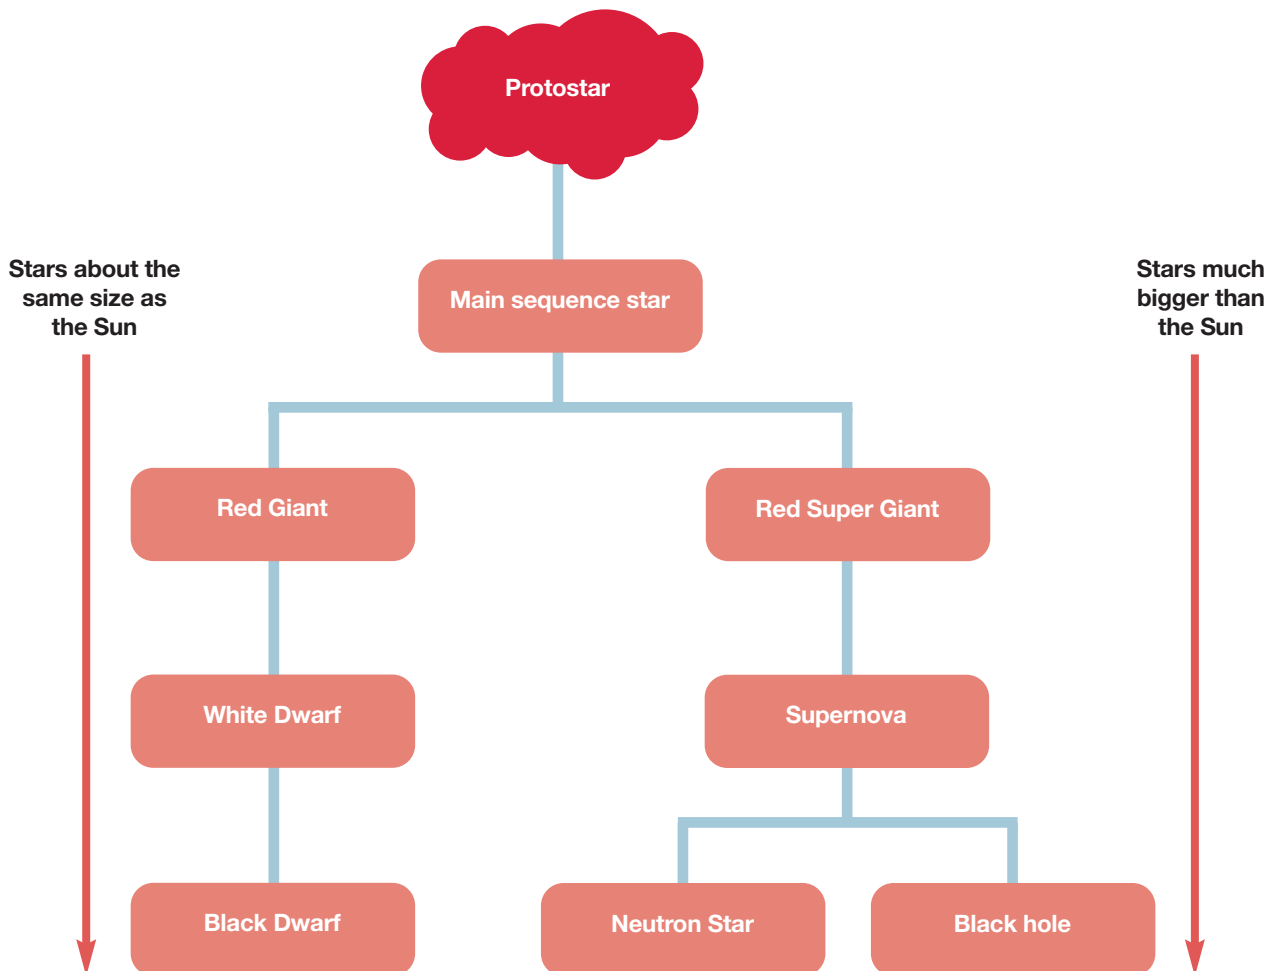 Protostar
Stars about the
same size as
the Sun
Main sequence star
Stars much
bigger than
the Sun
Red Giant
Red Super Giant
White Dwarf
Supernova
Black Dwarf
Neutron Star
Black hole